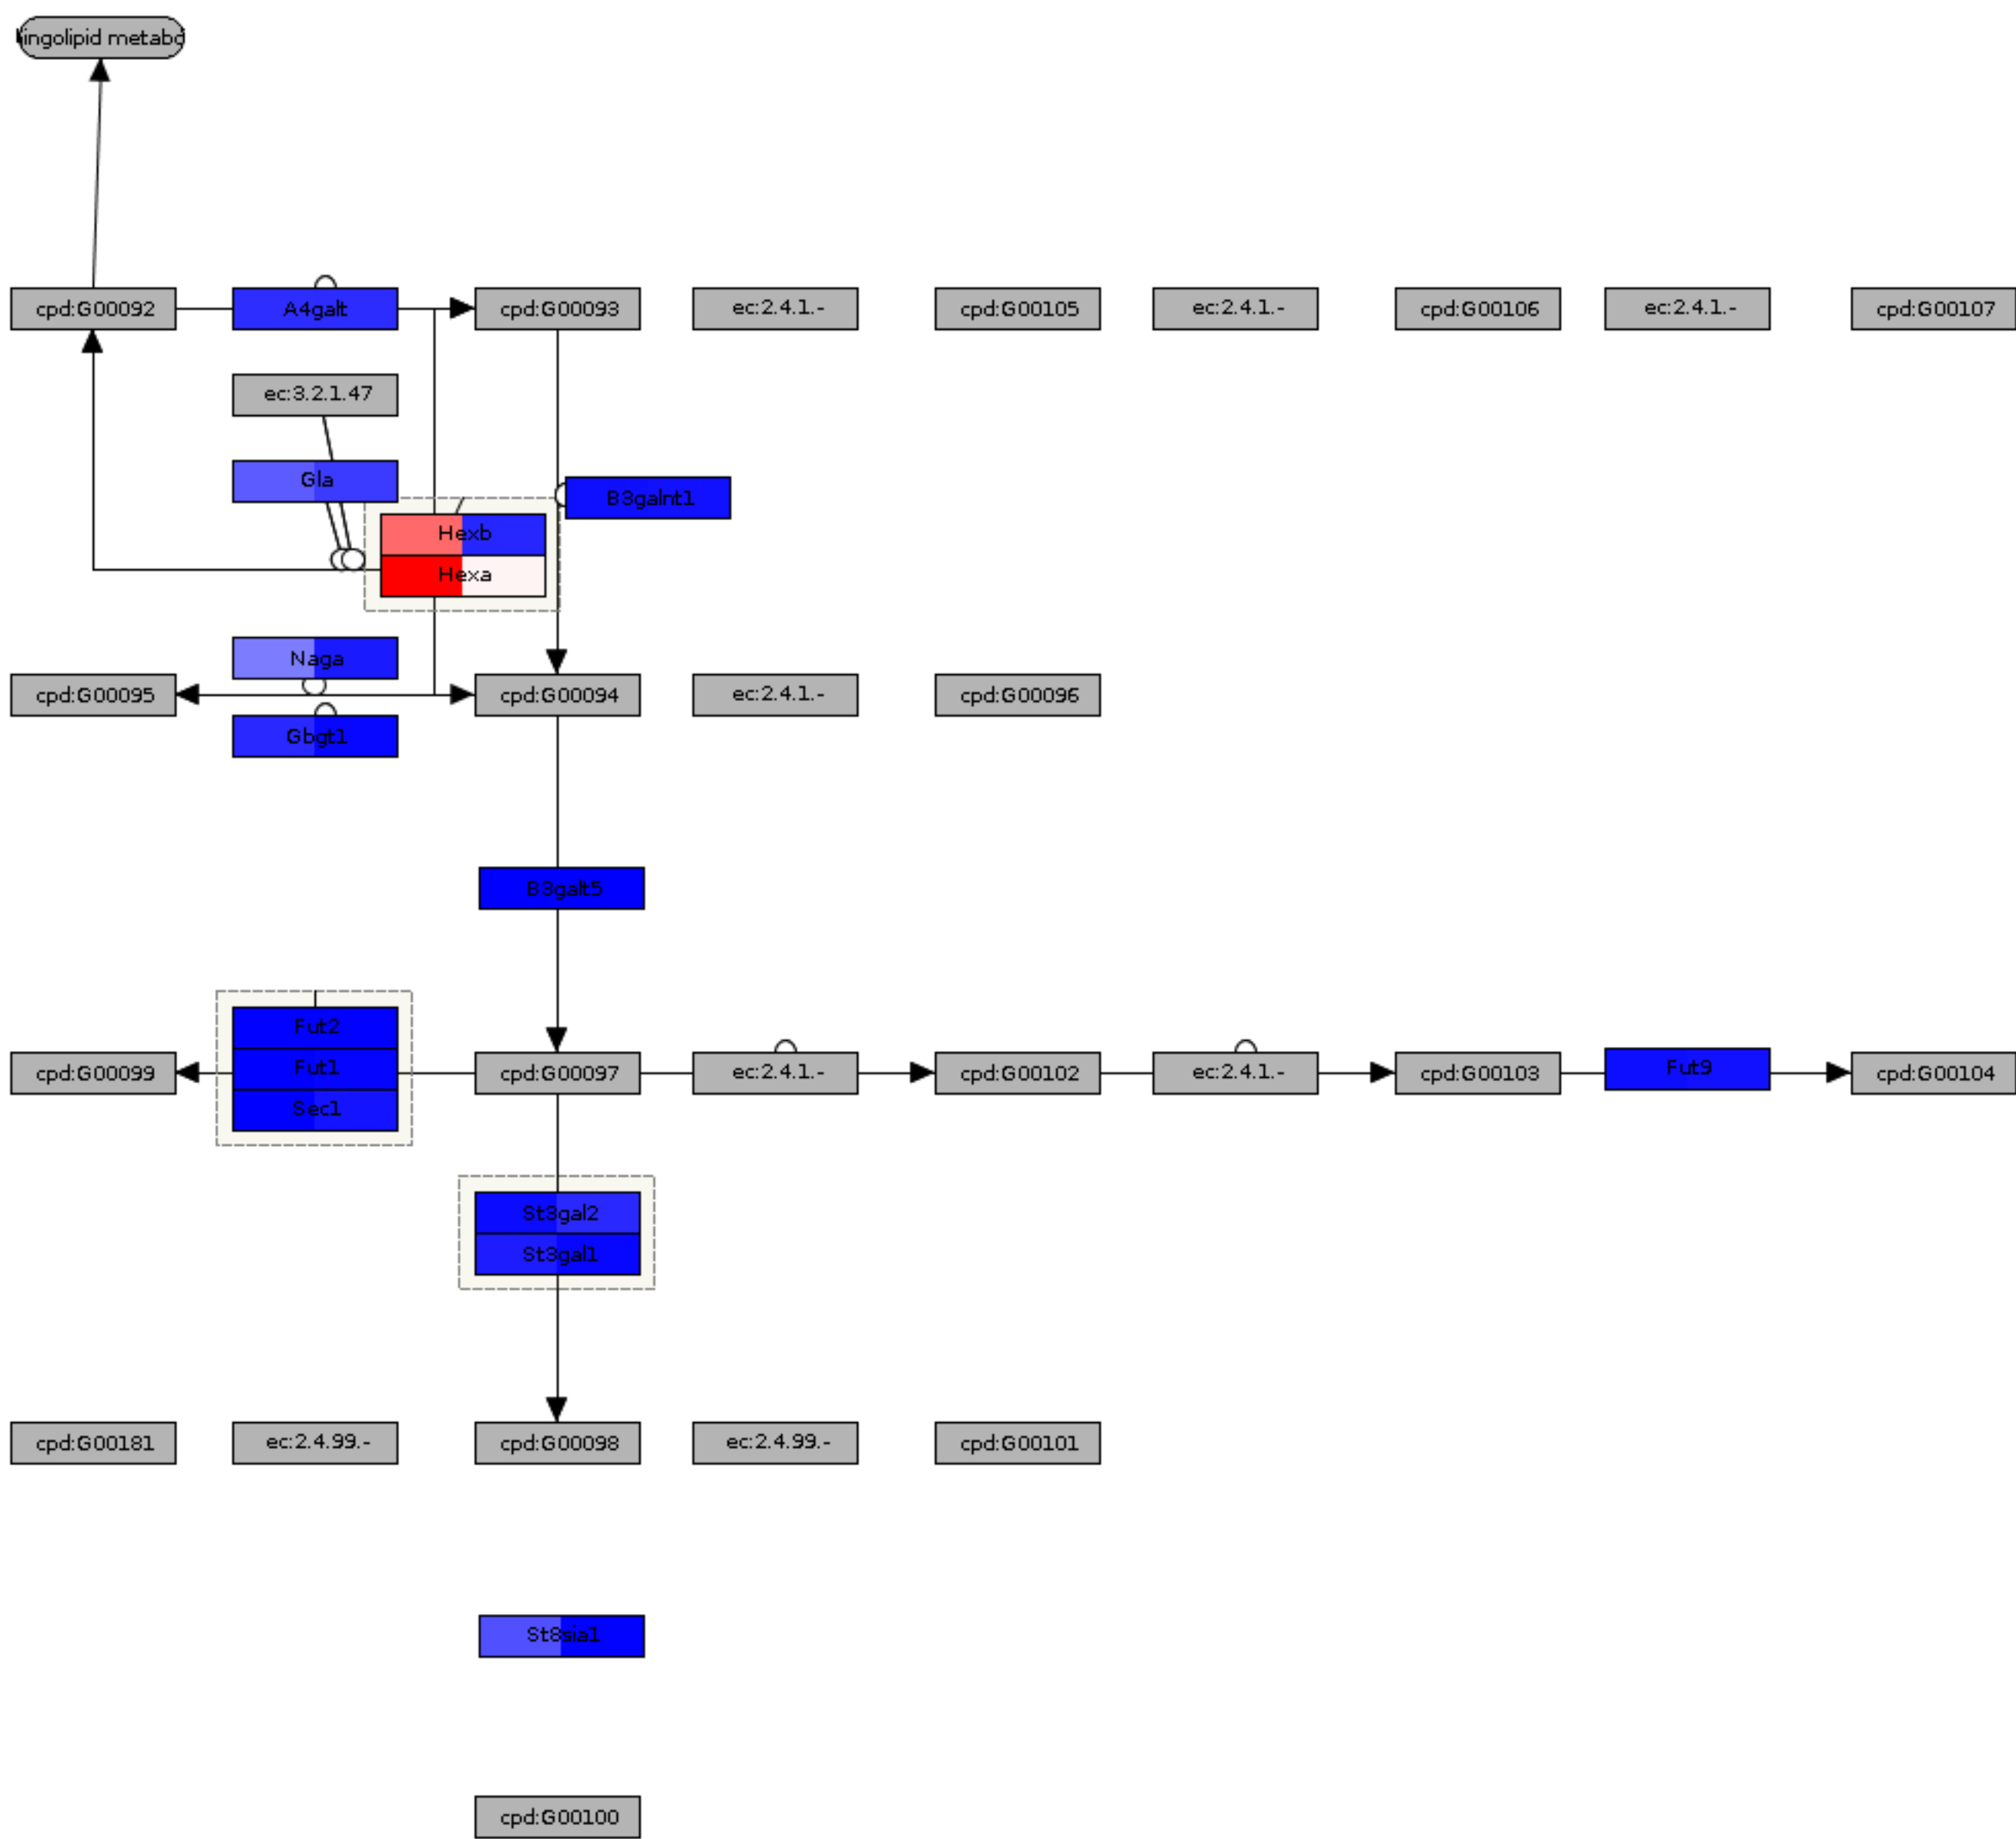 ingolipid metabo
cpd:G00092 A4galt cpd:G00093 ec:2.4.1.- cpd:G00105 ec:2.4.1.- cpd:G00106 ec:2.4.1.- cpd:G00107
ec:3.2.1.47
Gla
B3galnt1
Hexb
Hexa
Naga
cpd:G00095 cpd:G00094 ec:2.4.1.- cpd:G00096
Gbgt1
B3galt5
Fut2
cpd:G00099 Fut1 cpd:G00097 ec:2.4.1.- cpd:G00102 ec:2.4.1.- cpd:G00103 Fut9 cpd:G00104
Sec1
St3gal2
St3gal1
cpd:G00181 ec:2.4.99.- cpd:G00098 ec:2.4.99.- cpd:G00101
St8sia1
cpd:G00100